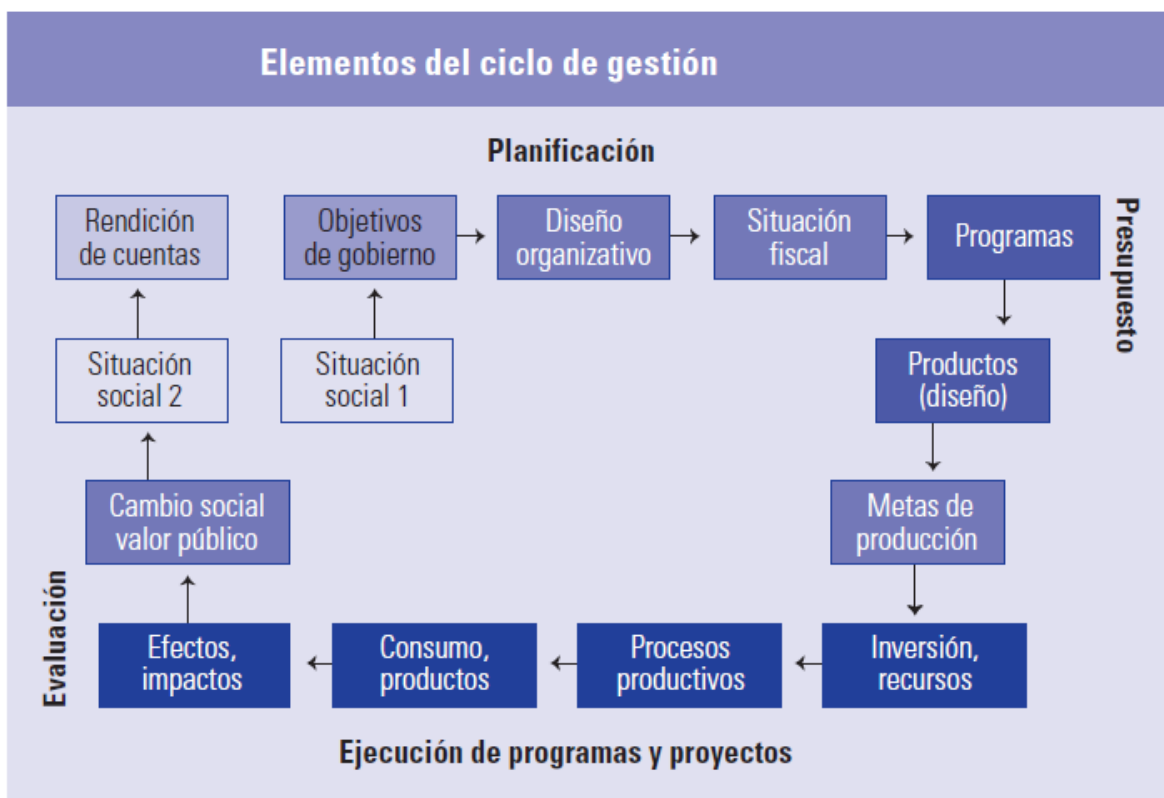 Elementos del ciclo de gestión
Planificación
Rendición
de cuentas
Objetivos
de gobierno
Diseño
organizativo
Situación
fiscal
Programas
Presupuesto
Situación
social 2
Situación
social 1
Productos
(diseño)
Cambio social
valor público
Metas de
producción
Evaluación
Efectos,
impactos
Consumo,
productos
Procesos
productivos
Inversión,
recursos
Ejecución de programas y proyectos